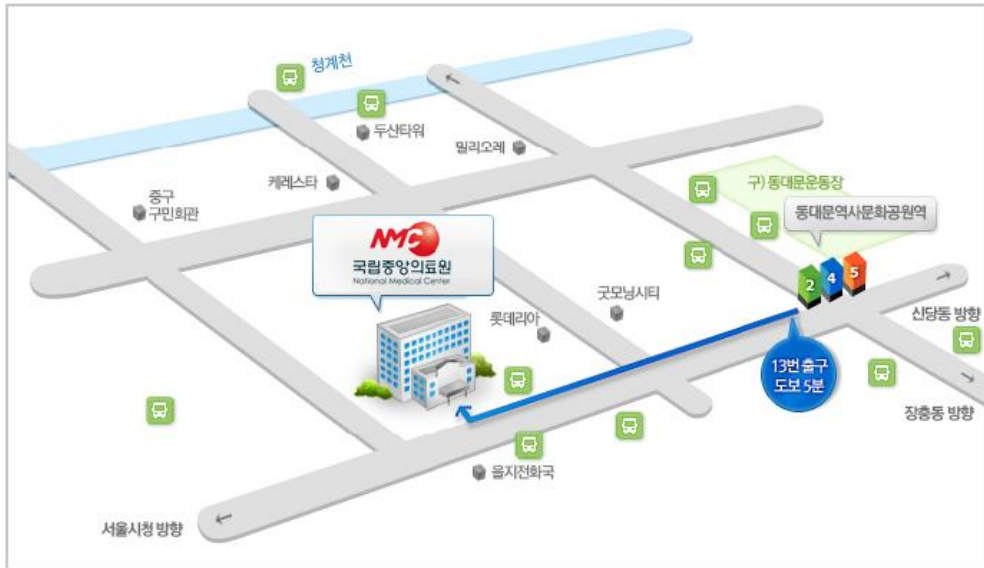 청계천
두산타워
밀리오레
케레스타
중구
구민회관
구) 동대문운동장
동대문역사문화공원역
NMC
국립중앙의료원
National Medical Center
2 4 5
신당동 방향
굿모닝시티
롯데리아
13번 출구
도보 5분
장충동 방향
을지전화국
서울시청 방향